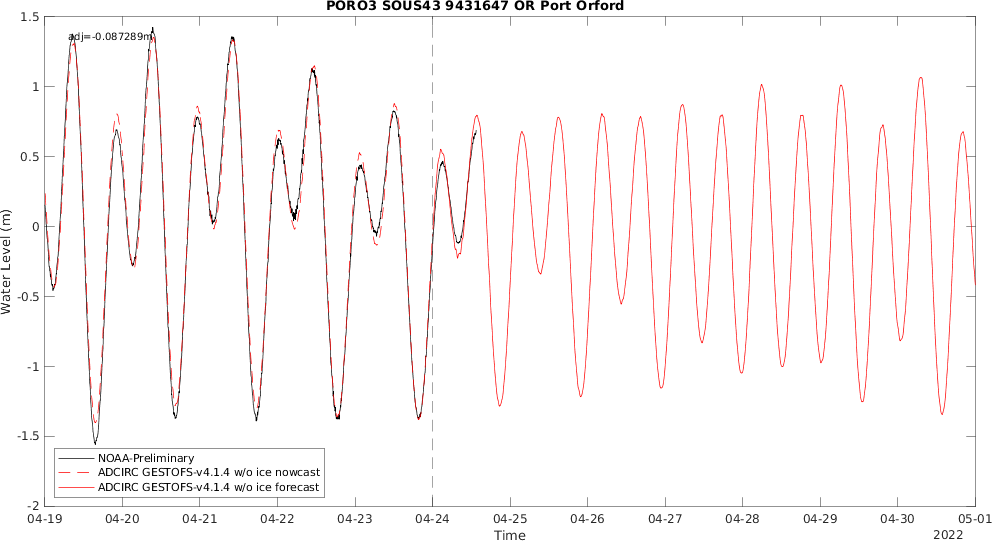 PORO3 SOUS43 9431647 OR Port Orford
adj=-0.087289m
1.5
1
0.5
0
-0.5
-1
-1.5
-2
Water Level (m)
NOAA-Preliminary
ADCIRC GESTOFS-v4.1.4 w/o ice nowcast
ADCIRC GESTOFS-v4.1.4 w/o ice forecast
04-19 04-20 04-21 04-22 04-23 04-24 04-25 04-26 04-27 04-28 04-29 04-30 05-01
Time
2022